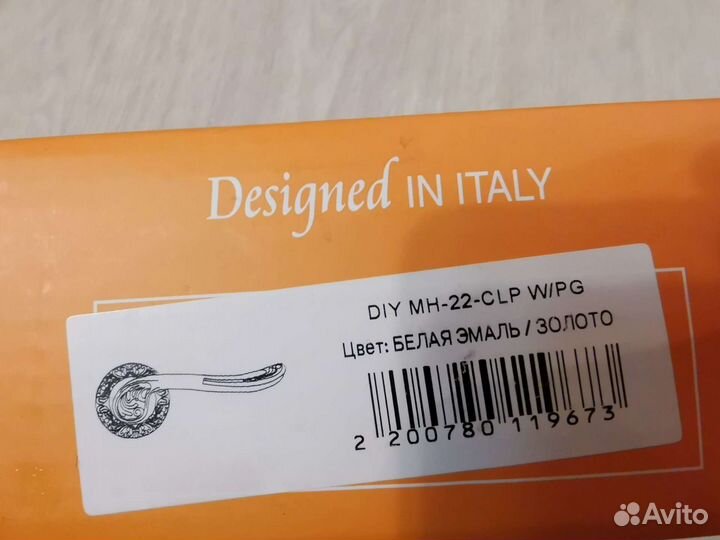 Designed IN ITALY
DIY MH-22-CLP W/PG
Цвет: БЕЛАЯ ЭМАЛЬ / ЗОЛОТО
2 200780 119673
Avito